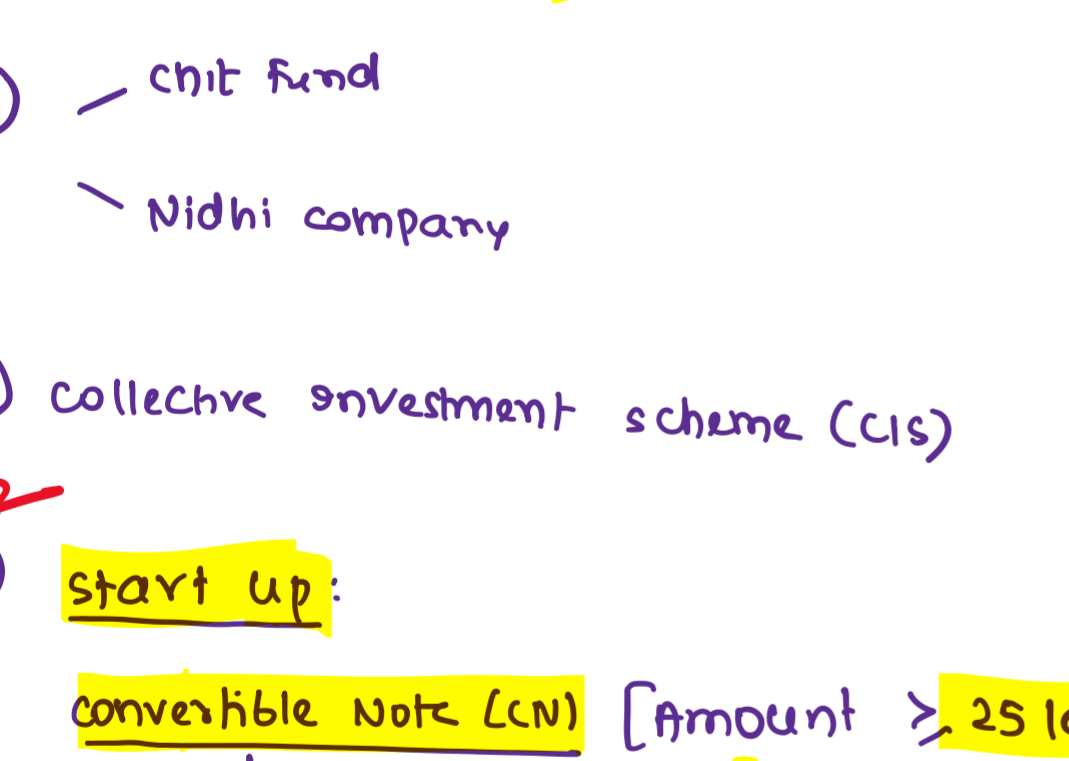 Chit Fund
Nidhi company
collective investment scheme (CIS)
start up:
convertible Note (CN) [Amount ≥ 25